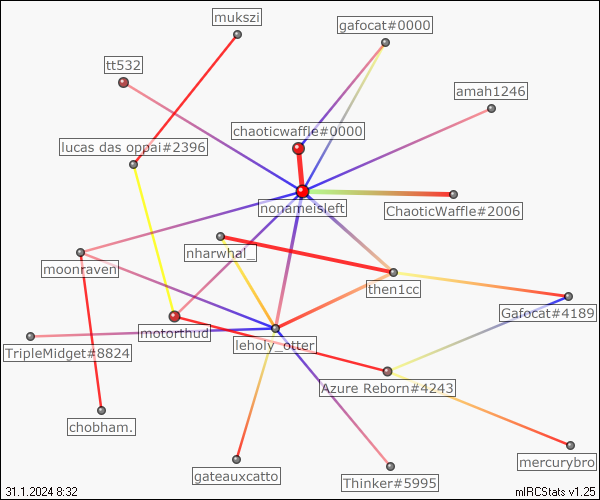 mukszi
gafocat#0000
tt532
amah1246
chaoticwaffle#0000
lucas das oppai#2396
nonameisleft
ChaoticWaffle#2006
nharwhal_
moonraven
then1cc
Gafocat#4189
motorthud
leholy_otter
TripleMidget#8824
Azure Reborn#4243
chobham.
mercurybro
gateauxcatto
Thinker#5995
31.1.2024 8:32
mIRCStats v1.25